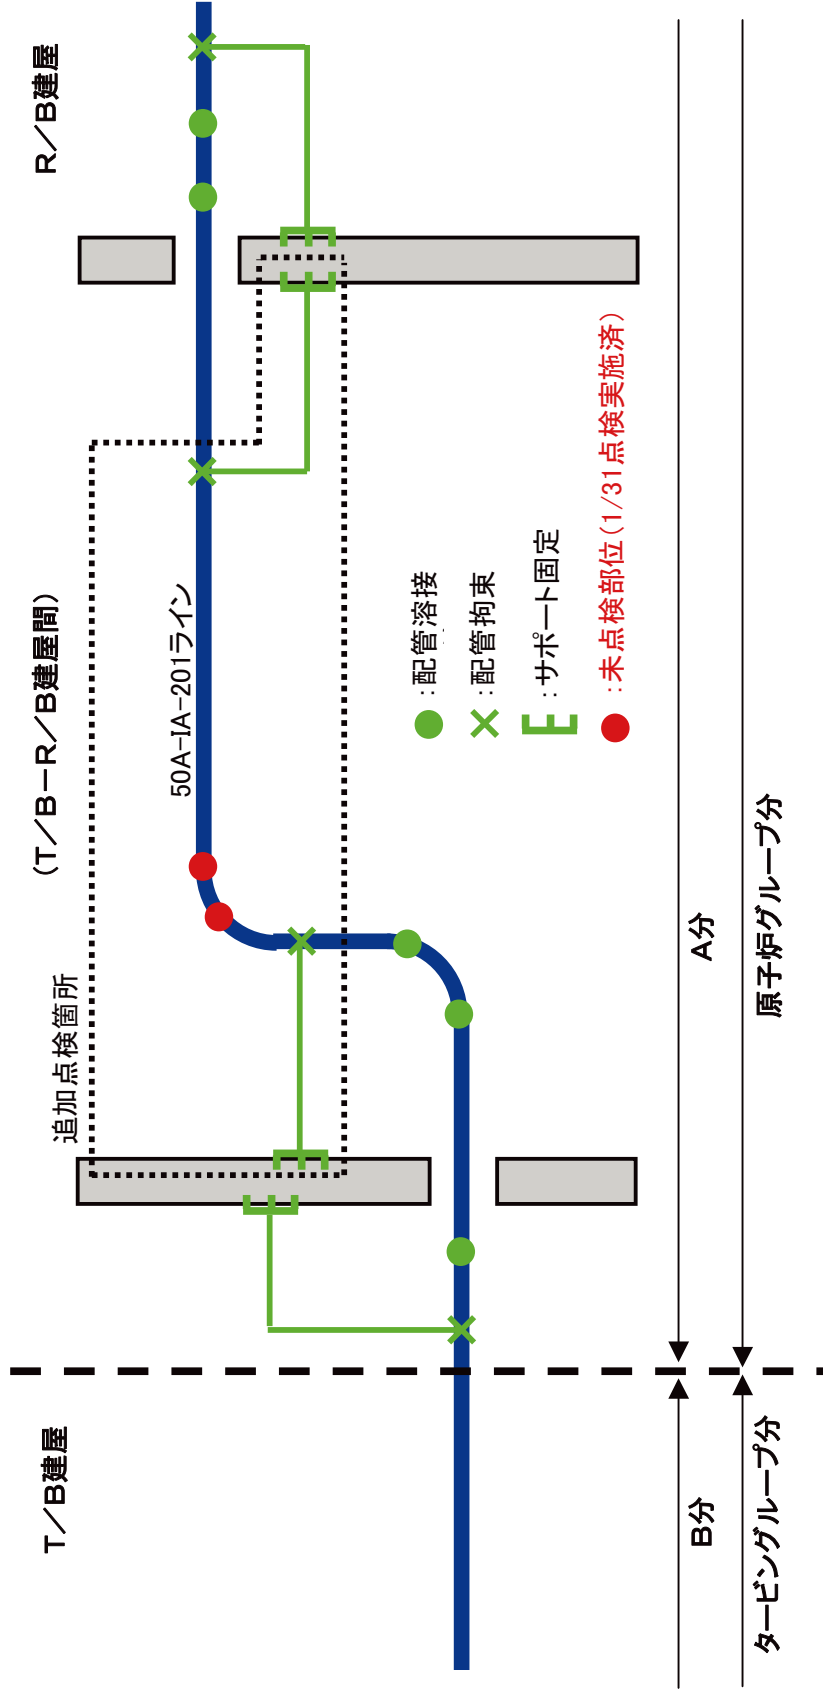 T／B建屋
（T／B－R／B建屋間）
R／B建屋
追加点検箇所
50A-IA-201ライン
：配管溶接
：配管拘束
：サポート固定
：未点検部位（1/31点検実施済）
B分
A分
タービングループ分
原子炉グループ分